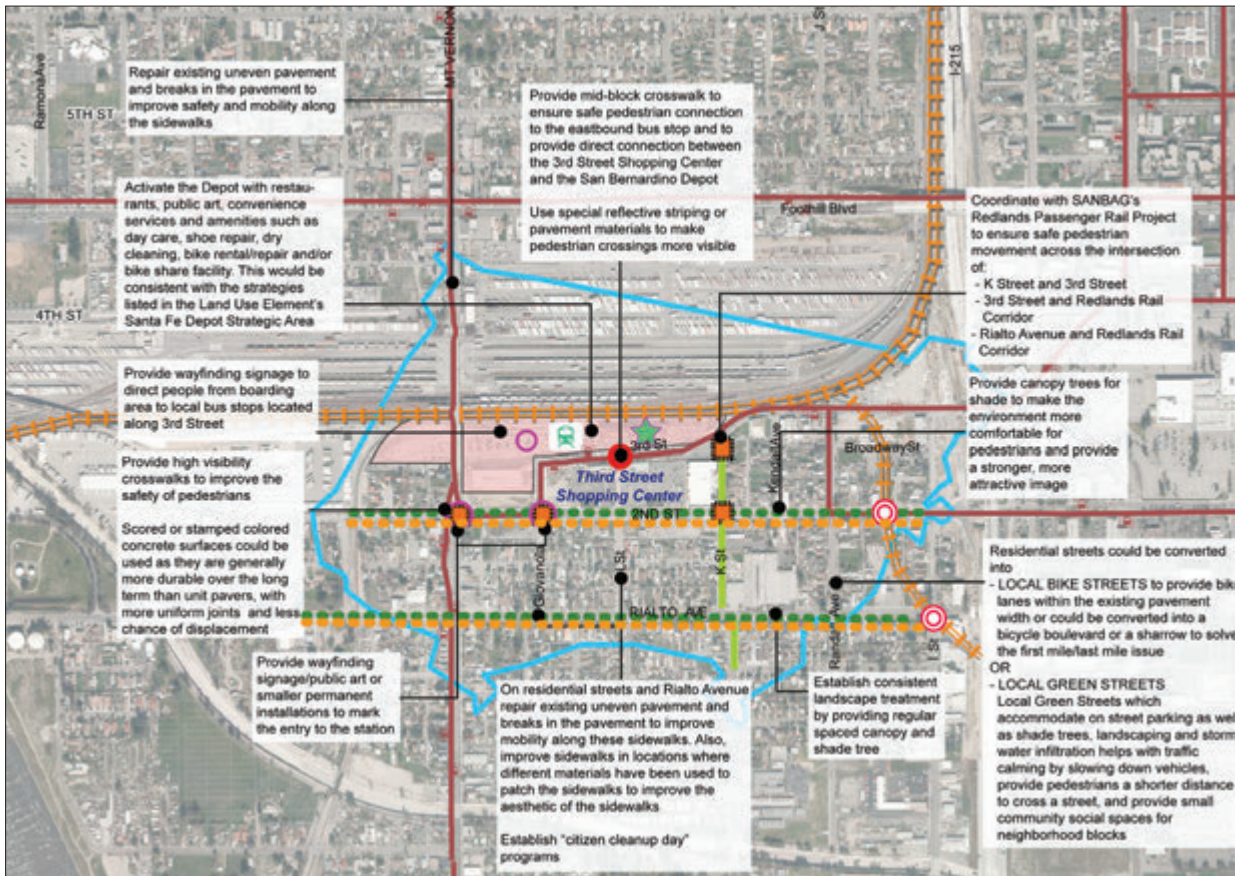 Ramona Ave
5TH ST
MT VERNON
J St
I-215
Repair existing uneven pavement
and breaks in the pavement to
improve safety and mobility along
the sidewalks
Provide mid-block crosswalk to
ensure safe pedestrian connection
to the eastbound bus stop and to
provide direct connection between
the 3rd Street Shopping Center
and the San Bernardino Depot
Use special reflective striping or
pavement materials to make
pedestrian crossings more visible
Activate the Depot with restau-
rants, public art, convenience
services and amenities such as
day care, shoe repair, dry
cleaning, bike rental/repair and/or
bike share facility. This would be
consistent with the strategies
listed in the Land Use Element's
Santa Fe Depot Strategic Area
4TH ST
Foothill Blvd
Coordinate with SANBAG's
Redlands Passenger Rail Project
to ensure safe pedestrian
movement across the intersection
of:
- K Street and 3rd Street
- 3rd Street and Redlands Rail
Corridor
- Rialto Avenue and Redlands Rail
Corridor
Provide wayfinding signage to
direct people from boarding
area to local bus stops located
along 3rd Street
Provide canopy trees for
shade to make the
environment more
comfortable for
pedestrians and provide
a stronger, more
attractive image
3rd St
Third Street
Shopping Center
2ND ST
Kendall Ave
Broadway St
Provide high visibility
crosswalks to improve the
safety of pedestrians
Scored or stamped colored
concrete surfaces could be
used as they are generally
more durable over the long
term than unit pavers, with
more uniform joints and less
chance of displacement
Giovanola
L St
K St
RIALTO AVE
I St
Residential streets could be converted
into
- LOCAL BIKE STREETS to provide bike
lanes within the existing pavement
width or could be converted into a
bicycle boulevard or a sharrow to solve
the first mile/last mile issue
OR
- LOCAL GREEN STREETS
Local Green Streets which
accommodate on street parking as well
as shade trees, landscaping and storm
water infiltration helps with traffic
calming by slowing down vehicles,
provide pedestrians a shorter distance
to cross a street, and provide small
community social spaces for
neighborhood blocks
Provide wayfinding
signage/public art or
smaller permanent
installations to mark
the entry to the station
On residential streets and Rialto Avenue
repair existing uneven pavement and
breaks in the pavement to improve
mobility along these sidewalks. Also,
improve sidewalks in locations where
different materials have been used to
patch the sidewalks to improve the
aesthetic of the sidewalks
Establish "citizen cleanup day"
programs
Establish consistent
landscape treatment
by providing regular
spaced canopy and
shade tree